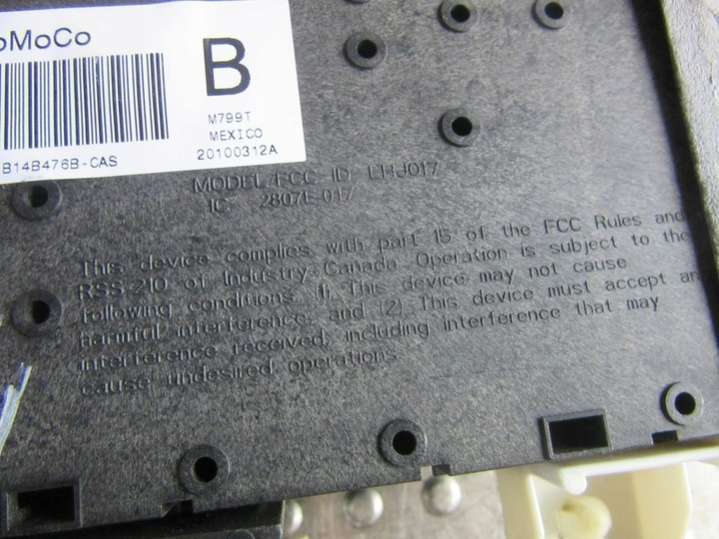 oMoCo
B
M799T
MEXICO
B14B476B-CAS
20100312A
MODEL/FCC ID LHJ017
IC 2807E-017
This device complies with part 15 of the FCC Rules and
RSS-210 of Industry Canada. Operation is subject to the
following conditions: (1) This device may not cause
harmful interference, and (2) This device must accept an
interference received, including interference that may
cause undesired operations.